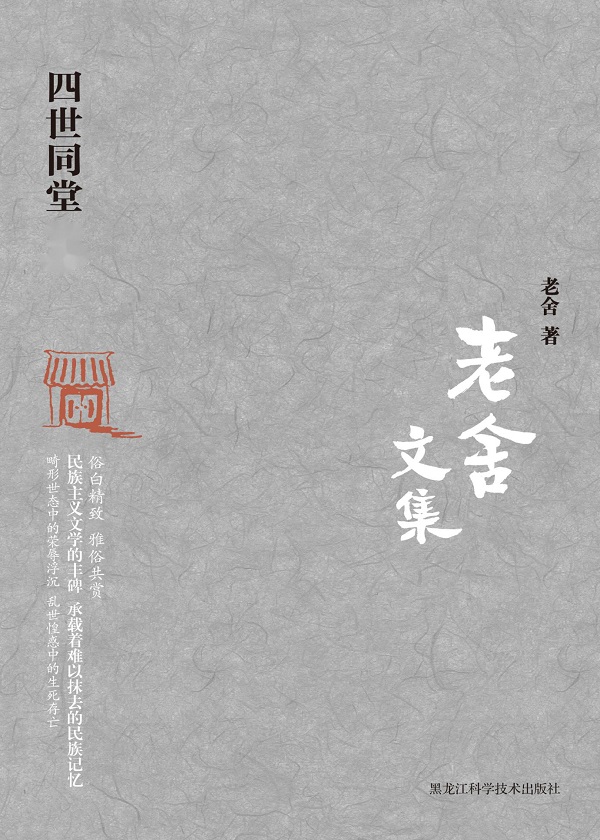 四世同堂
老舍 著
老舍
文集
俗白精致 雅俗共赏
民族主义文学的丰碑 承载着难以抹去的民族记忆
畸形世态中的荣辱浮沉 乱世惶惑中的生死存亡
黑龙江科学技术出版社